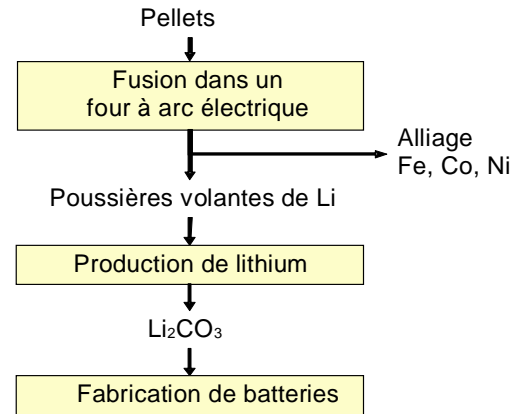 Pellets
Fusion dans un
four à arc électrique
Alliage
Fe, Co, Ni
Poussières volantes de Li
Production de lithium
Li₂CO₃
Fabrication de batteries